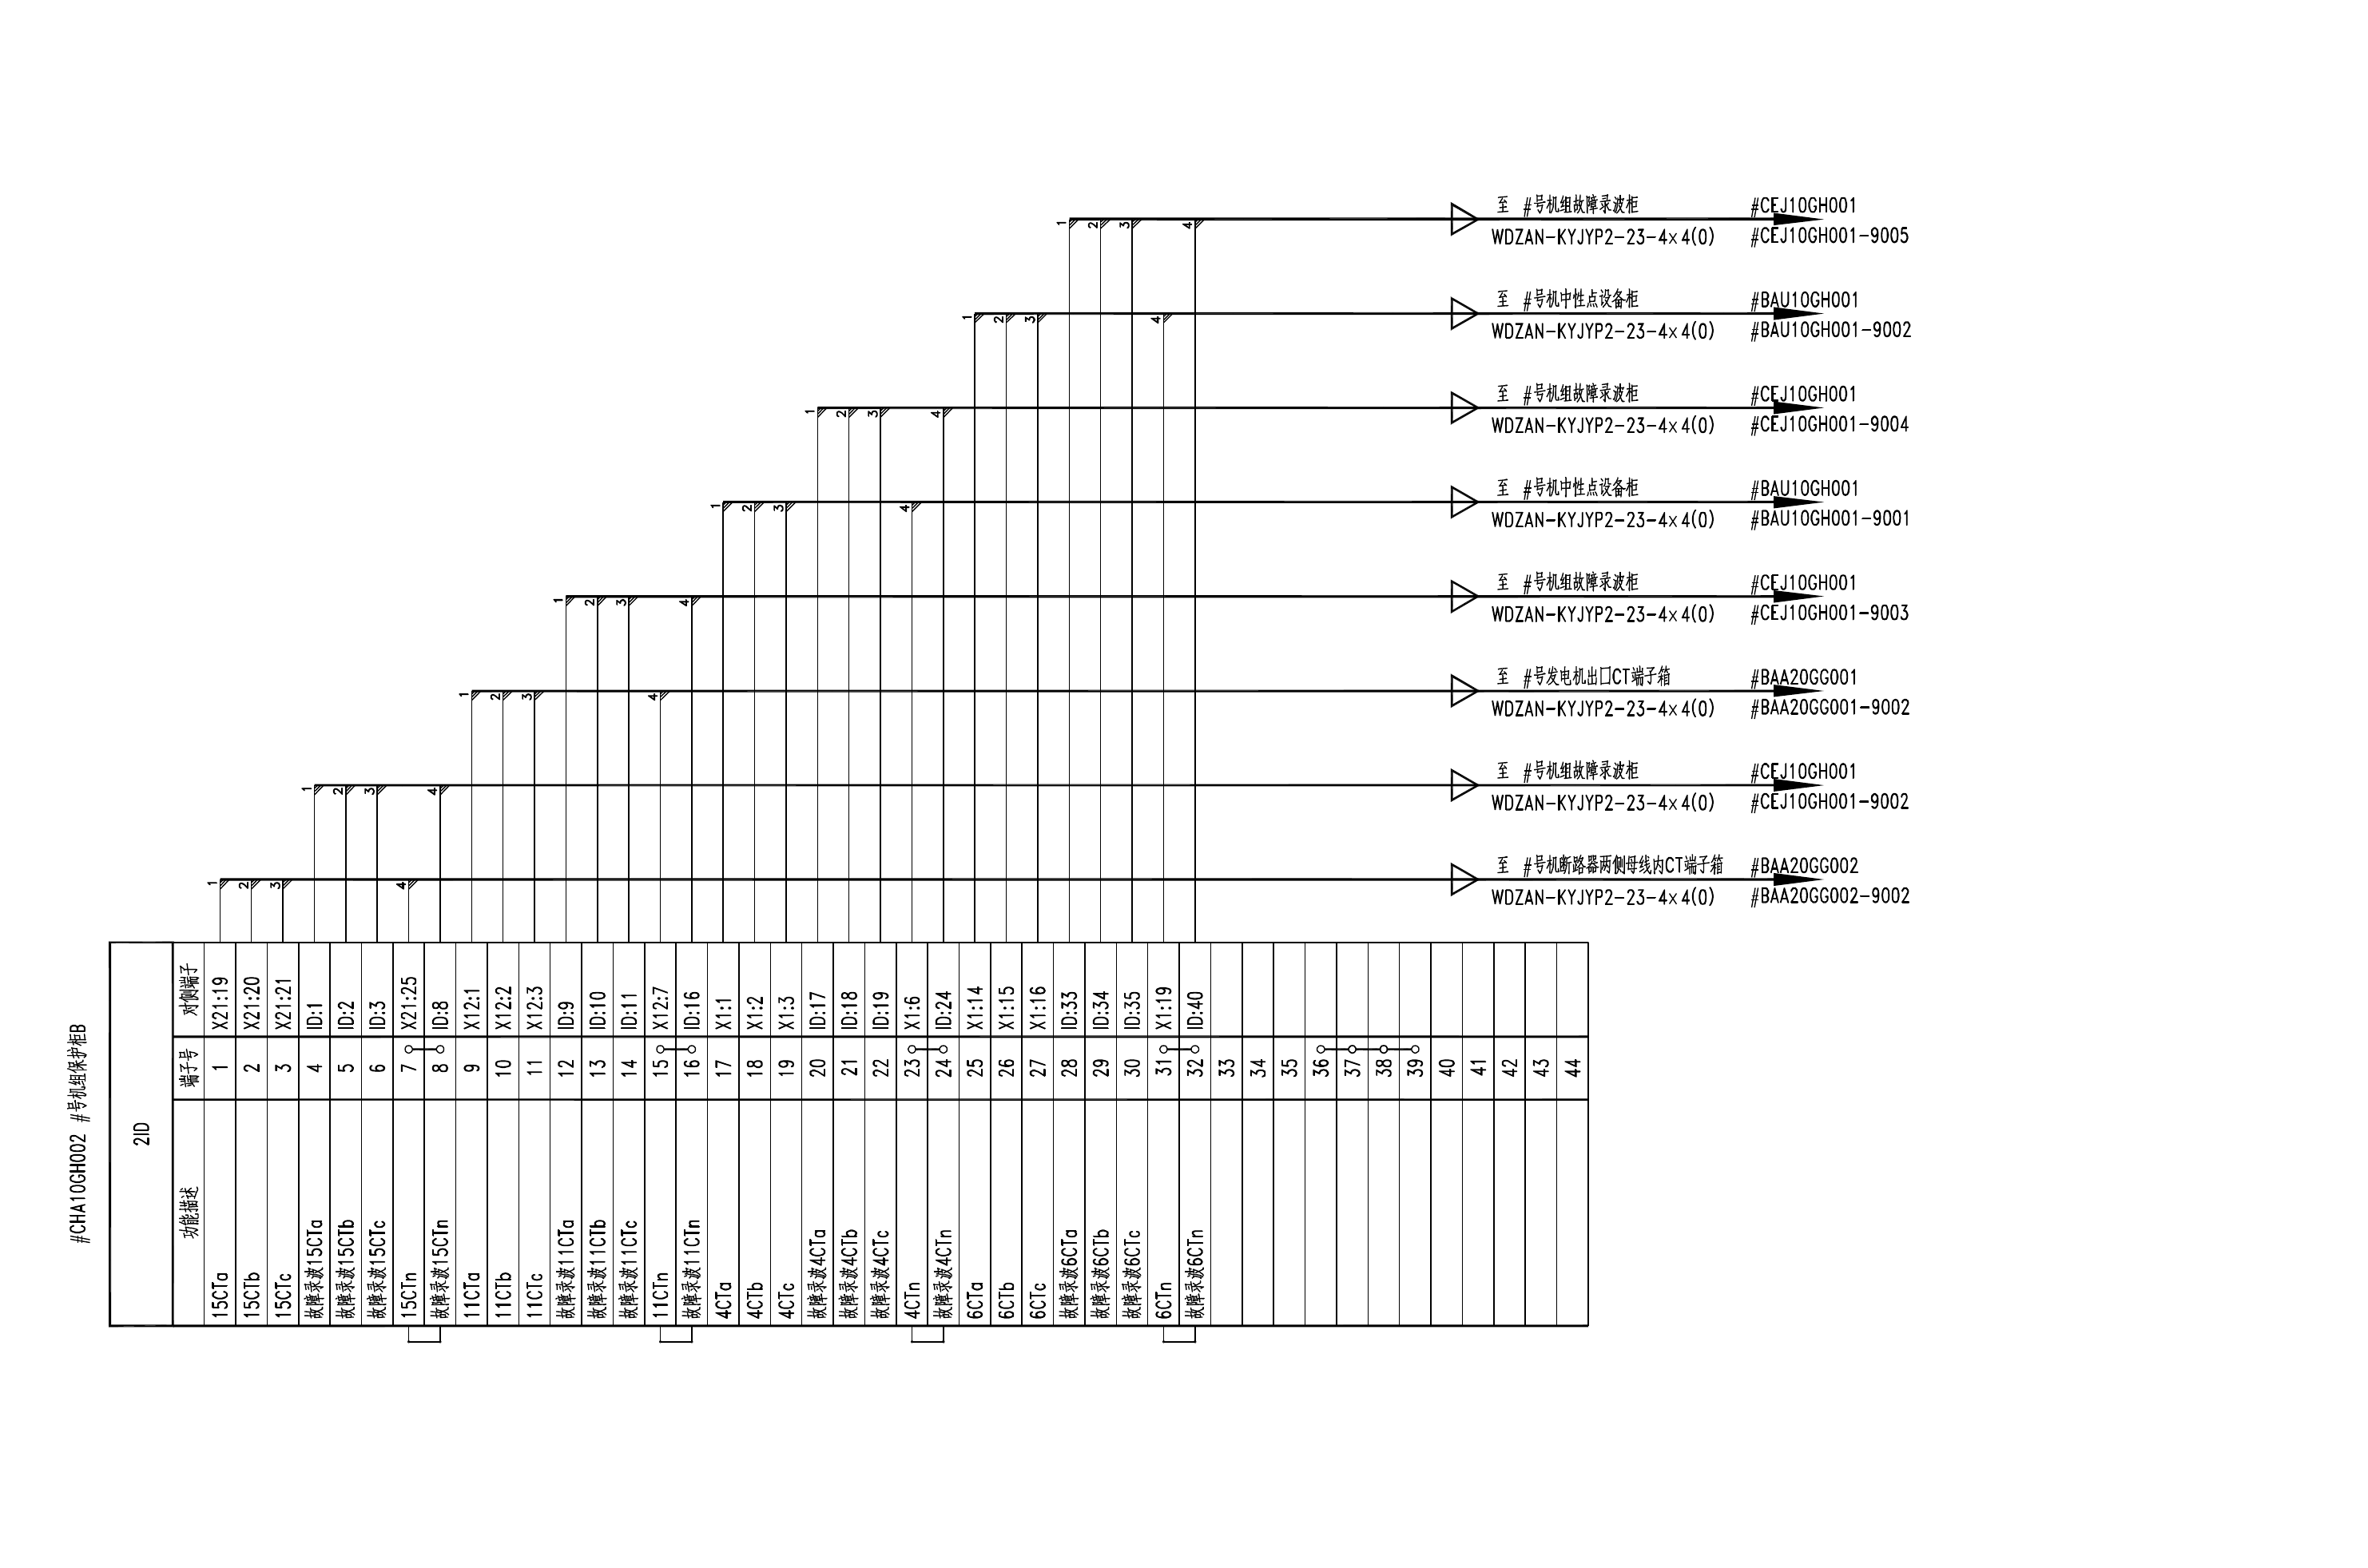 至 #号机组故障录波柜 #CEJ10GH001
WDZAN-KYJYP2-23-4×4(0) #CEJ10GH001-9005
1 2 3 4
至 #号机中性点设备柜 #BAU10GH001
WDZAN-KYJYP2-23-4×4(0) #BAU10GH001-9002
1 2 3 4
至 #号机组故障录波柜 #CEJ10GH001
WDZAN-KYJYP2-23-4×4(0) #CEJ10GH001-9004
1 2 3 4
至 #号机中性点设备柜 #BAU10GH001
WDZAN-KYJYP2-23-4×4(0) #BAU10GH001-9001
1 2 3 4
至 #号机组故障录波柜 #CEJ10GH001
WDZAN-KYJYP2-23-4×4(0) #CEJ10GH001-9003
1 2 3 4
至 #号发电机出口CT端子箱 #BAA20GG001
WDZAN-KYJYP2-23-4×4(0) #BAA20GG001-9002
1 2 3 4
至 #号机组故障录波柜 #CEJ10GH001
WDZAN-KYJYP2-23-4×4(0) #CEJ10GH001-9002
1 2 3 4
至 #号机断路器两侧母线内CT端子箱 #BAA20GG002
WDZAN-KYJYP2-23-4×4(0) #BAA20GG002-9002
1 2 3 4
#CHA10GH002 #号机组保护柜B
2ID
功能描述 端子号 对侧端子
15CTa 1 X21:19
15CTb 2 X21:20
15CTc 3 X21:21
故障录波15CTa 4 ID:1
故障录波15CTb 5 ID:2
故障录波15CTc 6 ID:3
15CTn 7 X21:25
故障录波15CTn 8 ID:8
11CTa 9 X12:1
11CTb 10 X12:2
11CTc 11 X12:3
故障录波11CTa 12 ID:9
故障录波11CTb 13 ID:10
故障录波11CTc 14 ID:11
11CTn 15 X12:7
故障录波11CTn 16 ID:16
4CTa 17 X1:1
4CTb 18 X1:2
4CTc 19 X1:3
故障录波4CTa 20 ID:17
故障录波4CTb 21 ID:18
故障录波4CTc 22 ID:19
4CTn 23 X1:6
故障录波4CTn 24 ID:24
6CTa 25 X1:14
6CTb 26 X1:15
6CTc 27 X1:16
故障录波6CTa 28 ID:33
故障录波6CTb 29 ID:34
故障录波6CTc 30 ID:35
6CTn 31 X1:19
故障录波6CTn 32 ID:40
33
34
35
36
37
38
39
40
41
42
43
44